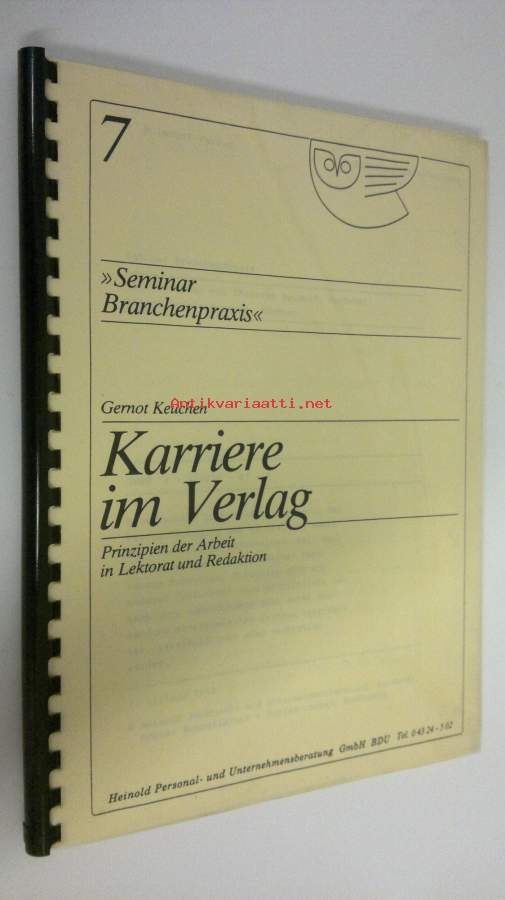 7
»Seminar
Branchenpraxis«
Gernot Keuchen
Antikvariaatti.net
Karriere
im Verlag
Prinzipien der Arbeit
in Lektorat und Redaktion
Heinold Personal- und Unternehmensberatung GmbH BDU Tel. 0 43 24 - 5 02